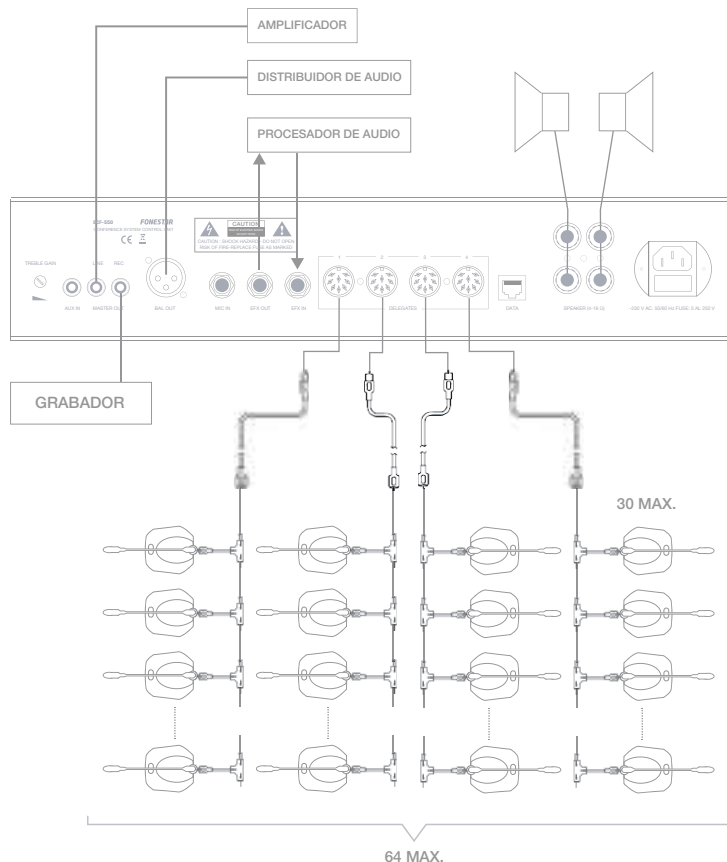 AMPLIFICADOR
DISTRIBUIDOR DE AUDIO
PROCESADOR DE AUDIO
FONESTAR
CONFERENCE SYSTEM CONTROL UNIT
CAUTION
CAUTION : SHOCK HAZARD - DO NOT OPEN
RISK OF FIRE-REPLACE FUSE AS MARKED
TREBLE GAIN
LINE
REC
1
2
3
4
AUX IN
MASTER OUT
BAL OUT
MIC IN
EFX OUT
EFX IN
DELEGATES
DATA
SPEAKER (4-16 Ω)
GRABADOR
30 MAX.
64 MAX.